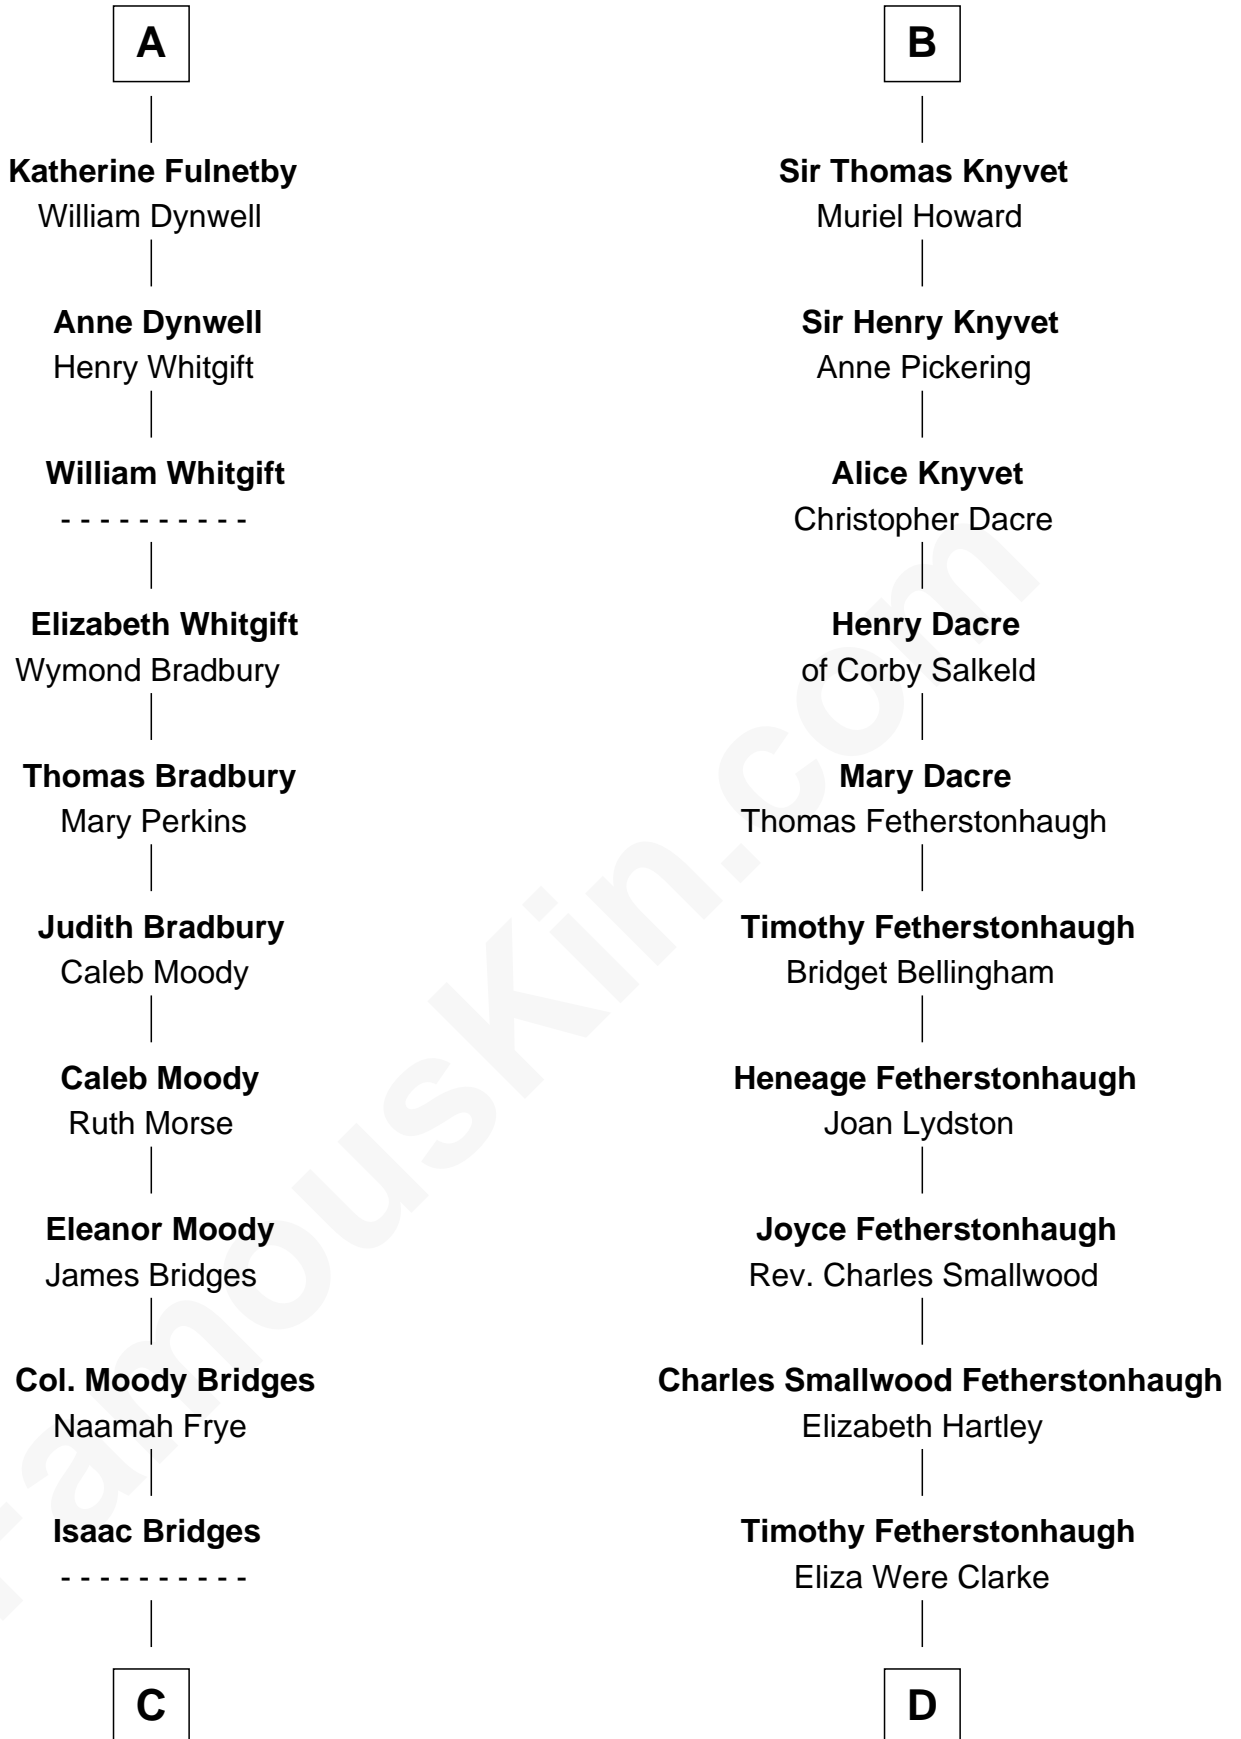 A
Katherine Fulnetby
William Dynwell
Anne Dynwell
Henry Whitgift
William Whitgift
- - - - - - - - - -
Elizabeth Whitgift
Wymond Bradbury
Thomas Bradbury
Mary Perkins
Judith Bradbury
Caleb Moody
Caleb Moody
Ruth Morse
Eleanor Moody
James Bridges
Col. Moody Bridges
Naamah Frye
Isaac Bridges
- - - - - - - - - -
C
B
Sir Thomas Knyvet
Muriel Howard
Sir Henry Knyvet
Anne Pickering
Alice Knyvet
Christopher Dacre
Henry Dacre
of Corby Salkeld
Mary Dacre
Thomas Fetherstonhaugh
Timothy Fetherstonhaugh
Bridget Bellingham
Heneage Fetherstonhaugh
Joan Lydston
Joyce Fetherstonhaugh
Rev. Charles Smallwood
Charles Smallwood Fetherstonhaugh
Elizabeth Hartley
Timothy Fetherstonhaugh
Eliza Were Clarke
D
FamousKin.com